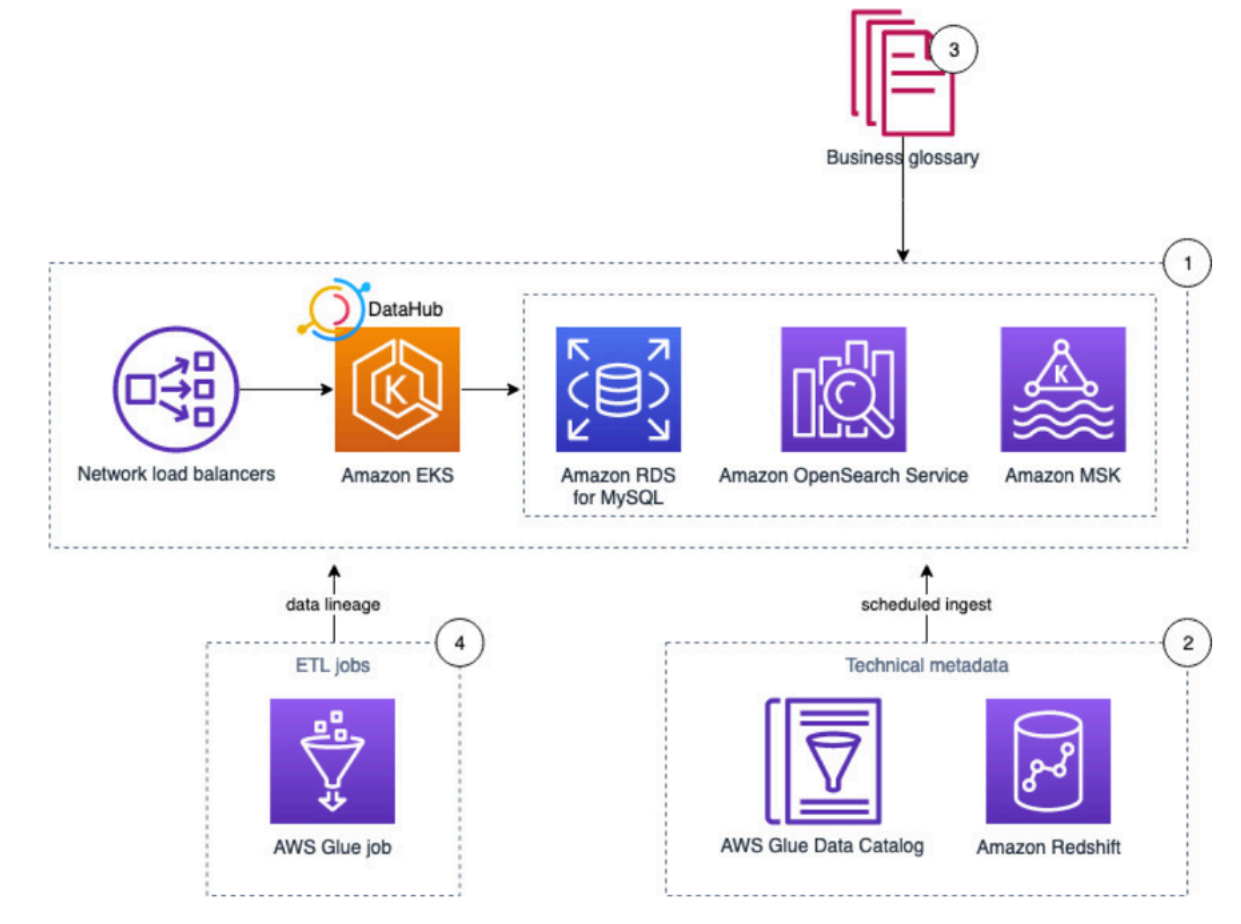 3
Business glossary
1
DataHub
K
K
Network load balancers
Amazon EKS
Amazon RDS
for MySQL
Amazon OpenSearch Service
Amazon MSK
data lineage
scheduled ingest
4
2
ETL jobs
Technical metadata
AWS Glue job
AWS Glue Data Catalog
Amazon Redshift